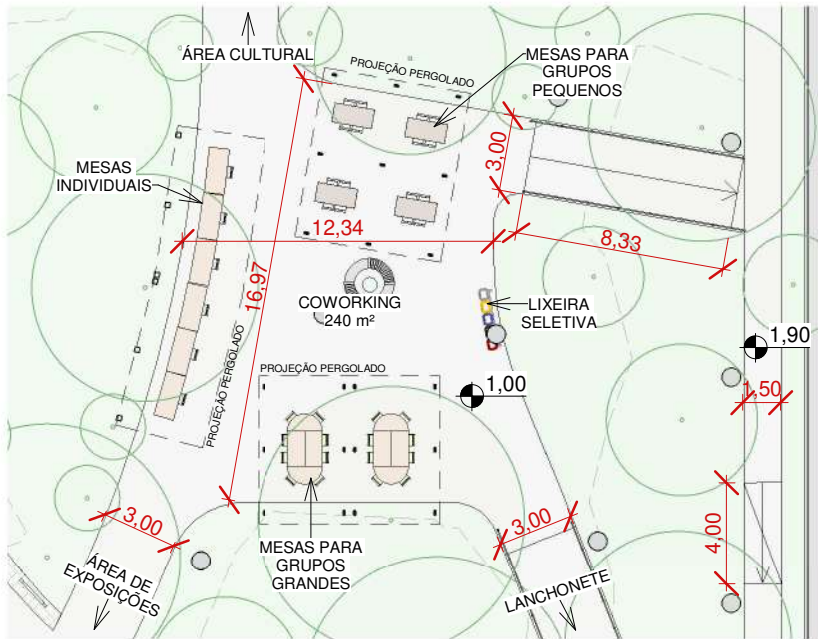 ÁREA CULTURAL
PROJEÇÃO PERGOLADO
MESAS PARA
GRUPOS
PEQUENOS
MESAS
INDIVIDUAIS
3,00
12,34
8,33
16,97
COWORKING
240 m²
LIXEIRA
SELETIVA
1,90
PROJEÇÃO PERGOLADO
PROJEÇÃO PERGOLADO
1,00
1,50
3,00
3,00
4,00
MESAS PARA
GRUPOS
GRANDES
ÁREA DE
EXPOSIÇÕES
LANCHONETE